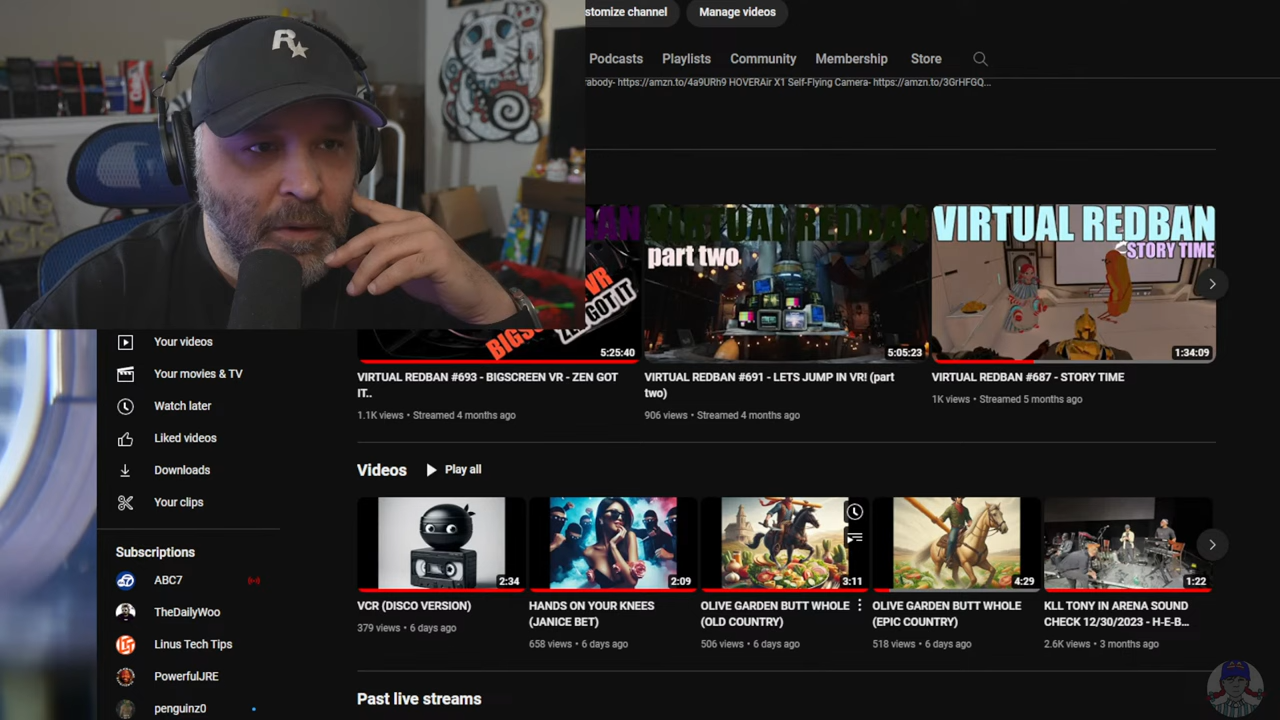 R
stomize channel
Manage videos
Podcasts
Playlists
Community
Membership
Store
rabody- https://amzn.to/4a9URh9 HOVERAir X1 Self-Flying Camera- https://amzn.to/3GrHFGQ...
VIRTUAL REDBAN
part two
VIRTUAL REDBAN
STORY TIME
VR
GOT IT
5:25:40
5:05:23
1:34:09
VIRTUAL REDBAN #693 - BIGSCREEN VR - ZEN GOT
IT..
1.1K views • Streamed 4 months ago
VIRTUAL REDBAN #691 - LETS JUMP IN VR! (part
two)
906 views • Streamed 4 months ago
VIRTUAL REDBAN #687 - STORY TIME
1K views • Streamed 5 months ago
Your videos
Your movies & TV
Watch later
Liked videos
Downloads
Your clips
Subscriptions
ABC7
TheDailyWoo
Linus Tech Tips
PowerfulJRE
penguinz0
Videos
Play all
2:34
2:09
3:11
4:29
1:22
VCR (DISCO VERSION)
379 views • 6 days ago
HANDS ON YOUR KNEES
(JANICE BET)
658 views • 6 days ago
OLIVE GARDEN BUTT WHOLE
(OLD COUNTRY)
506 views • 6 days ago
OLIVE GARDEN BUTT WHOLE
(EPIC COUNTRY)
518 views • 6 days ago
KLL TONY IN ARENA SOUND
CHECK 12/30/2023 - H-E-B...
2.6K views • 3 months ago
Past live streams